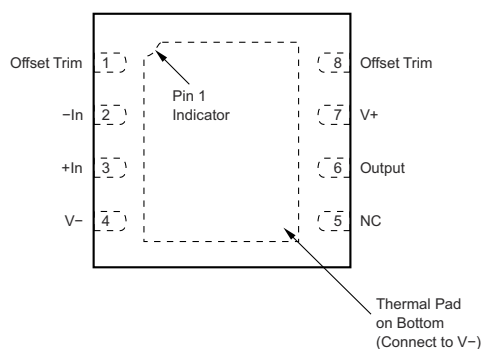 Offset Trim 1 8 Offset Trim
−In 2 7 V+
Pin 1
Indicator
+In 3 6 Output
V− 4 5 NC
Thermal Pad
on Bottom
(Connect to V−)